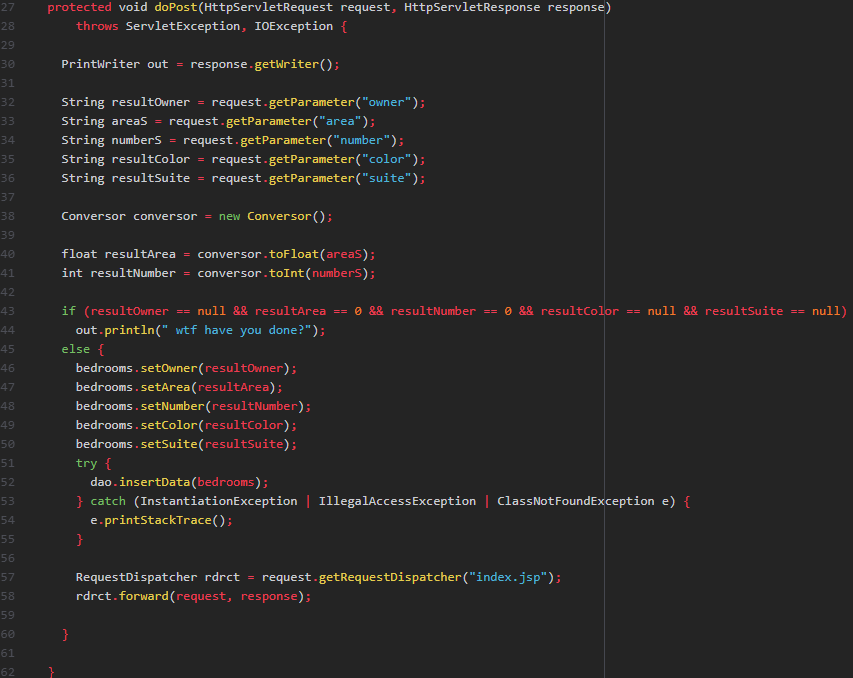 27 protected void doPost(HttpServletRequest request, HttpServletResponse response)
28 throws ServletException, IOException {
29
30 PrintWriter out = response.getWriter();
31
32 String resultOwner = request.getParameter("owner");
33 String areaS = request.getParameter("area");
34 String numberS = request.getParameter("number");
35 String resultColor = request.getParameter("color");
36 String resultSuite = request.getParameter("suite");
37
38 Conversor conversor = new Conversor();
39
40 float resultArea = conversor.toFloat(areaS);
41 int resultNumber = conversor.toInt(numberS);
42
43 if (resultOwner == null && resultArea == 0 && resultNumber == 0 && resultColor == null && resultSuite == null)
44 out.println(" wtf have you done?");
45 else {
46 bedrooms.setOwner(resultOwner);
47 bedrooms.setArea(resultArea);
48 bedrooms.setNumber(resultNumber);
49 bedrooms.setColor(resultColor);
50 bedrooms.setSuite(resultSuite);
51 try {
52 dao.insertData(bedrooms);
53 } catch (InstantiationException | IllegalAccessException | ClassNotFoundException e) {
54 e.printStackTrace();
55 }
56
57 RequestDispatcher rdrct = request.getRequestDispatcher("index.jsp");
58 rdrct.forward(request, response);
59
60 }
61
62 }